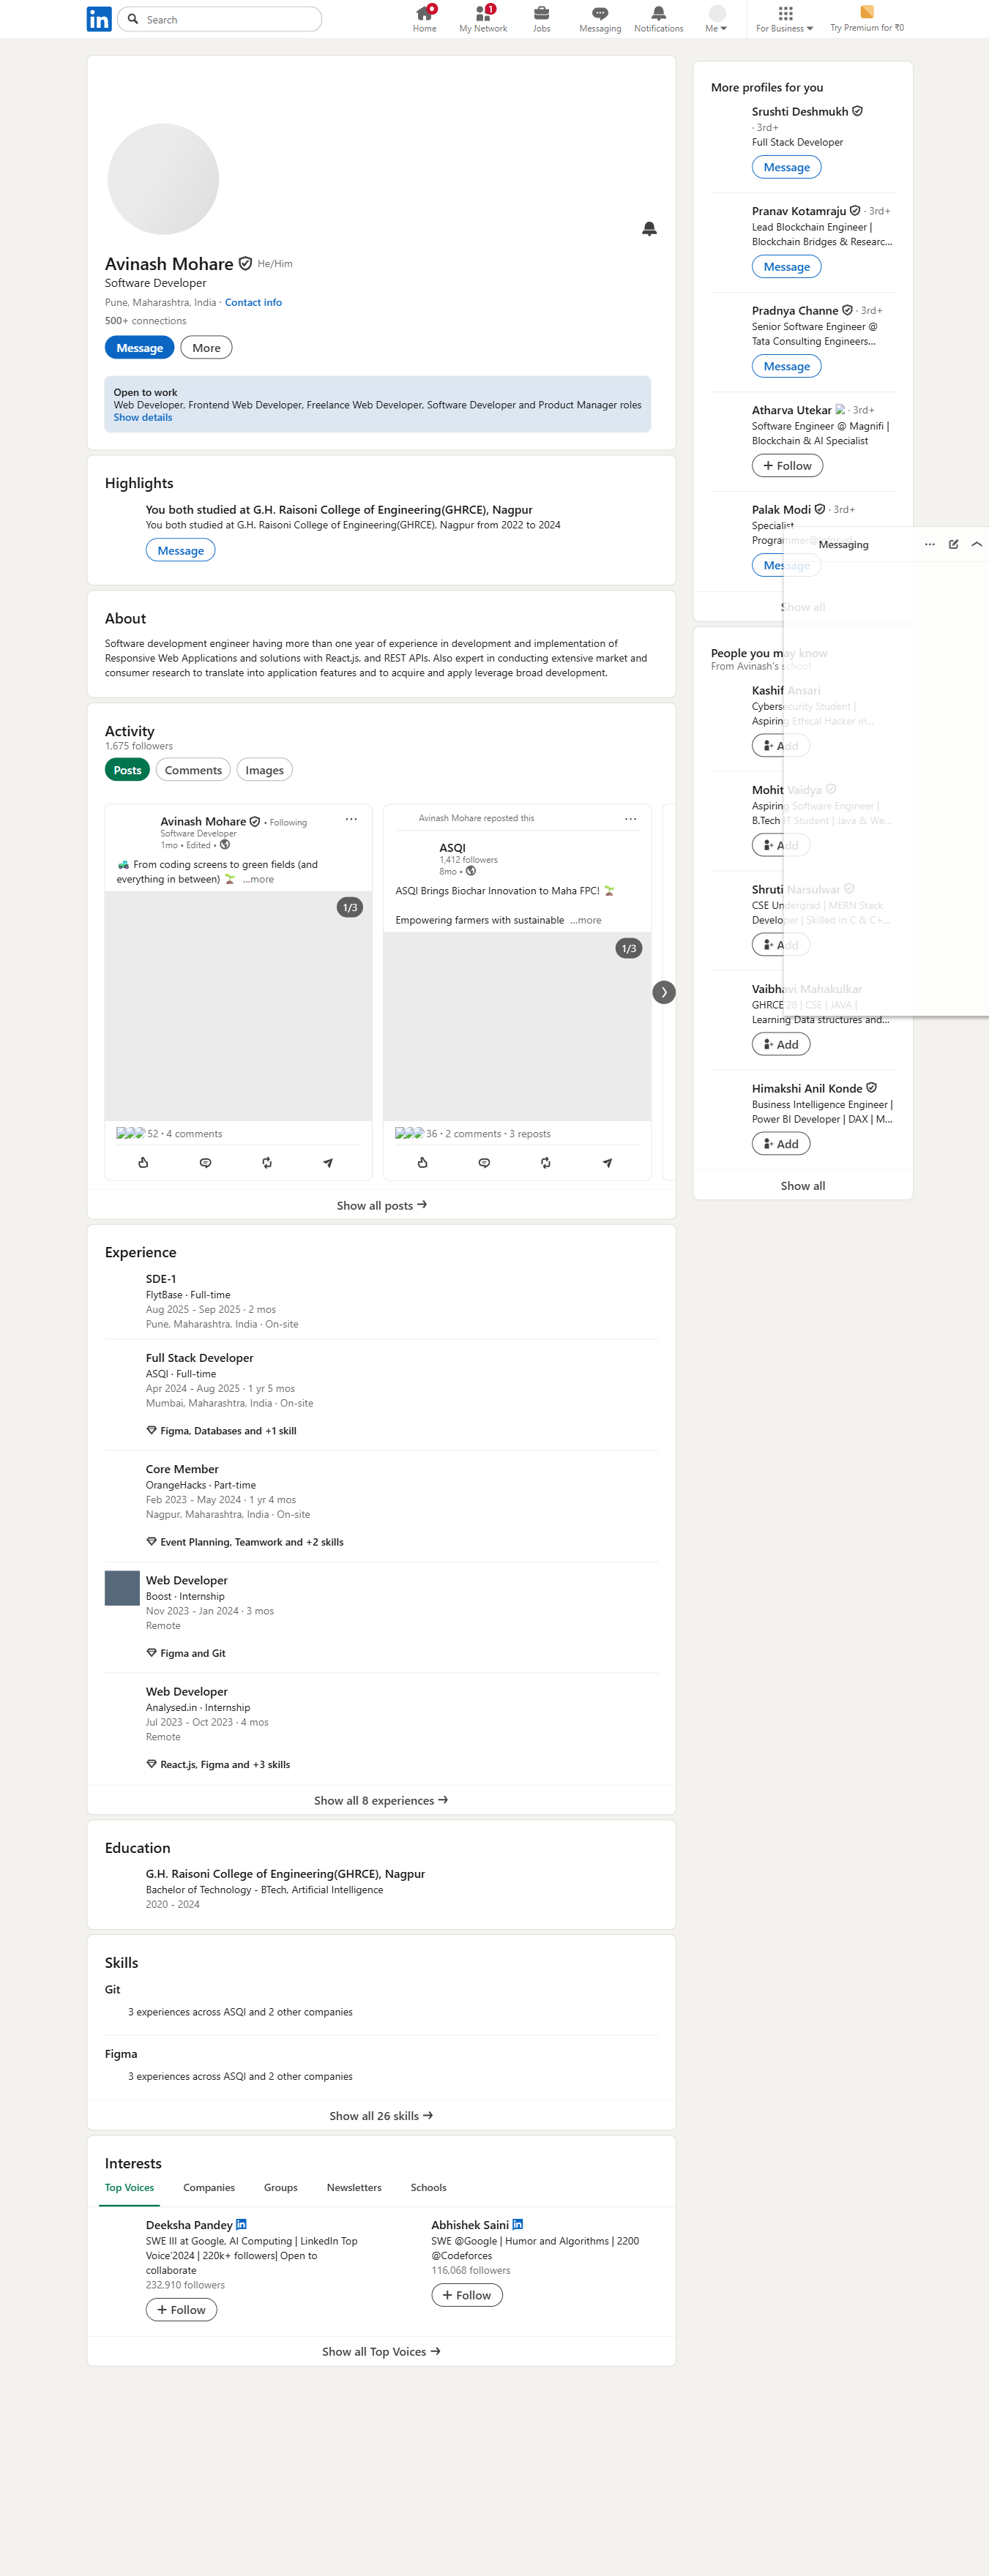 in
Search
Home
1
My Network
Jobs
Messaging
Notifications
Me
For Business
Try Premium for ₹0
Avinash Mohare He/Him
Software Developer
Pune, Maharashtra, India · Contact info
500+ connections
Message
More
Open to work
Web Developer, Frontend Web Developer, Freelance Web Developer, Software Developer and Product Manager roles
Show details
Highlights
You both studied at G.H. Raisoni College of Engineering(GHRCE), Nagpur
You both studied at G.H. Raisoni College of Engineering(GHRCE), Nagpur from 2022 to 2024
Message
About
Software development engineer having more than one year of experience in development and implementation of
Responsive Web Applications and solutions with React.js, and REST APIs. Also expert in conducting extensive market and
consumer research to translate into application features and to acquire and apply leverage broad development.
Activity
1,675 followers
Posts
Comments
Images
Avinash Mohare • Following
Software Developer
1mo • Edited •
🚜 From coding screens to green fields (and
everything in between) 🌱 ...more
1/3
52 · 4 comments
Avinash Mohare reposted this
ASQI
1,412 followers
8mo •
ASQI Brings Biochar Innovation to Maha FPC! 🌱
Empowering farmers with sustainable ...more
1/3
36 · 2 comments · 3 reposts
Show all posts →
Experience
SDE-1
FlytBase · Full-time
Aug 2025 - Sep 2025 · 2 mos
Pune, Maharashtra, India · On-site
Full Stack Developer
ASQI · Full-time
Apr 2024 - Aug 2025 · 1 yr 5 mos
Mumbai, Maharashtra, India · On-site
Figma, Databases and +1 skill
Core Member
OrangeHacks · Part-time
Feb 2023 - May 2024 · 1 yr 4 mos
Nagpur, Maharashtra, India · On-site
Event Planning, Teamwork and +2 skills
Web Developer
Boost · Internship
Nov 2023 - Jan 2024 · 3 mos
Remote
Figma and Git
Web Developer
Analysed.in · Internship
Jul 2023 - Oct 2023 · 4 mos
Remote
React.js, Figma and +3 skills
Show all 8 experiences →
Education
G.H. Raisoni College of Engineering(GHRCE), Nagpur
Bachelor of Technology - BTech, Artificial Intelligence
2020 - 2024
Skills
Git
3 experiences across ASQI and 2 other companies
Figma
3 experiences across ASQI and 2 other companies
Show all 26 skills →
Interests
Top Voices
Companies
Groups
Newsletters
Schools
Deeksha Pandey in
SWE III at Google, AI Computing | LinkedIn Top
Voice'2024 | 220k+ followers| Open to
collaborate
232,910 followers
+ Follow
Abhishek Saini in
SWE @Google | Humor and Algorithms | 2200
@Codeforces
116,068 followers
+ Follow
Show all Top Voices →
More profiles for you
Srushti Deshmukh
· 3rd+
Full Stack Developer
Message
Pranav Kotamraju · 3rd+
Lead Blockchain Engineer |
Blockchain Bridges & Researc...
Message
Pradnya Channe · 3rd+
Senior Software Engineer @
Tata Consulting Engineers...
Message
Atharva Utekar · 3rd+
Software Engineer @ Magnifi |
Blockchain & AI Specialist
+ Follow
Palak Modi · 3rd+
Specialist
Programmer@
Message
Messaging
Show all
People you may know
From Avinash's school
Kashif Ansari
Cybersecurity Student |
Aspiring Ethical Hacker in...
Add
Mohit Vaidya
Aspiring Software Engineer |
B.Tech IT Student | Java & We...
Add
Shruti Narsulwar
CSE Undergrad | MERN Stack
Developer | Skilled in C & C+...
Add
Vaibhavi Mahakulkar
GHRCE'28 | CSE | JAVA |
Learning Data structures and...
Add
Himakshi Anil Konde
Business Intelligence Engineer |
Power BI Developer | DAX | M...
Add
Show all